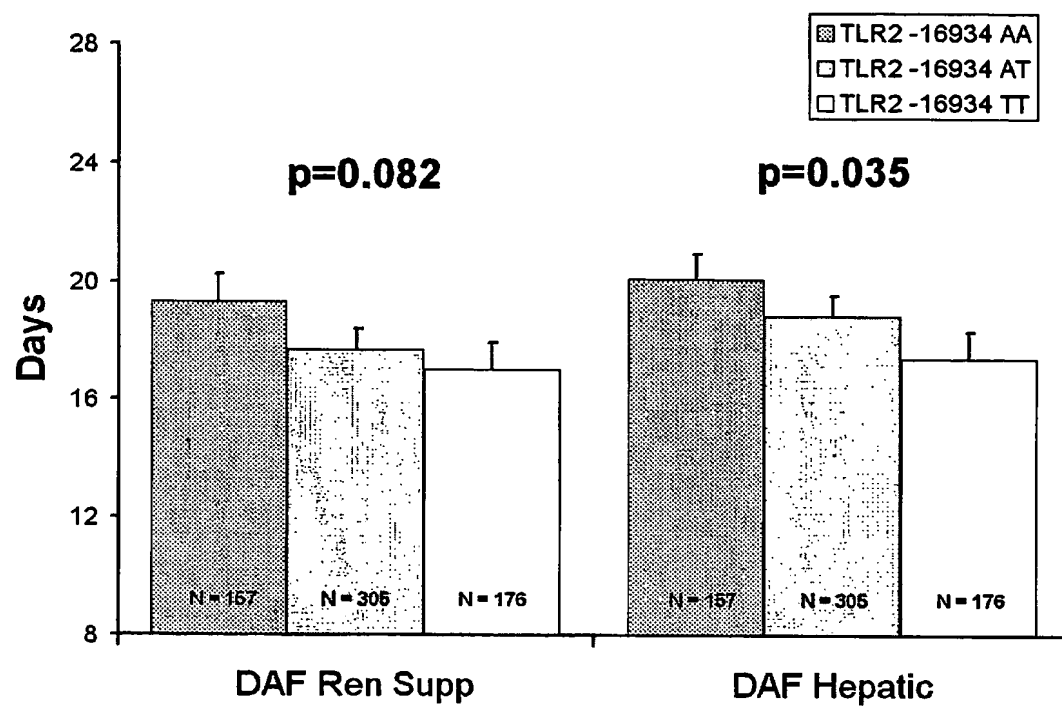 28
24
20
16
12
8
Days
TLR2 -16934 AA
TLR2 -16934 AT
TLR2 -16934 TT
p=0.082
p=0.035
N = 157
N = 305
N = 176
N = 157
N = 305
N = 176
DAF Ren Supp
DAF Hepatic